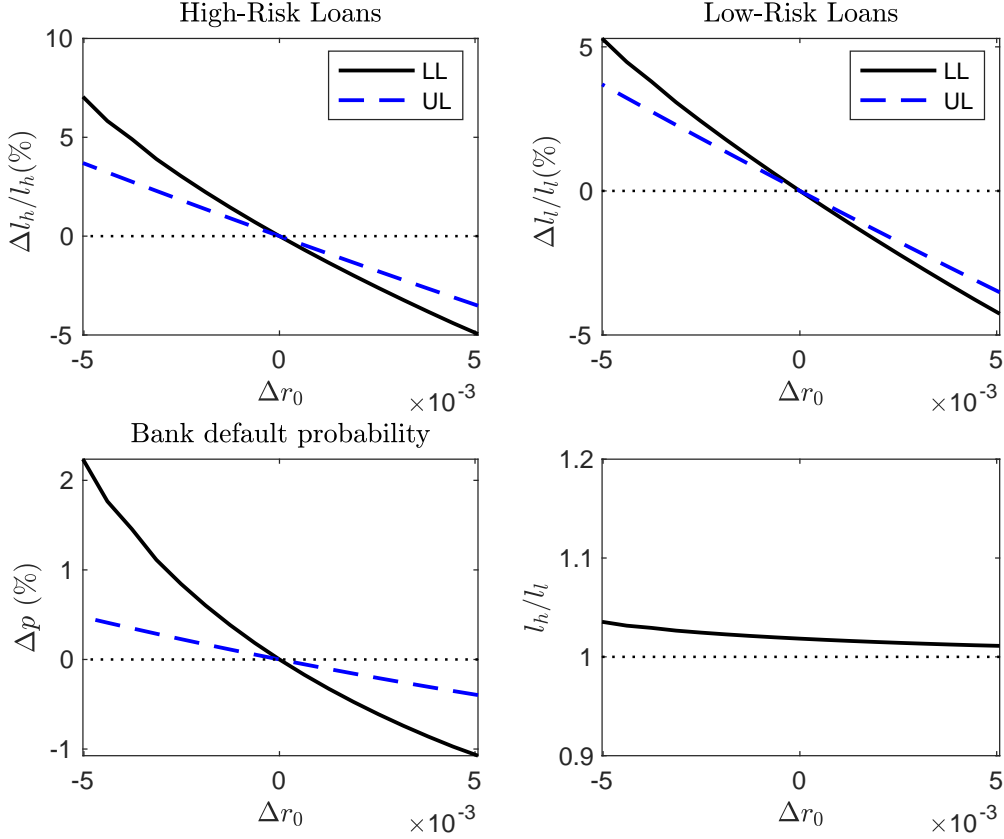 High-Risk Loans
Δl_h/l_h(%)
10
5
0
-5
LL
UL
-5 0 5
Δr_0
×10^-3
Low-Risk Loans
Δl_l/l_l(%)
5
0
-5
LL
UL
-5 0 5
Δr_0
×10^-3
Bank default probability
Δp (%)
2
1
0
-1
-5 0 5
Δr_0
×10^-3
l_h/l_l
1.2
1.1
1
0.9
-5 0 5
Δr_0
×10^-3